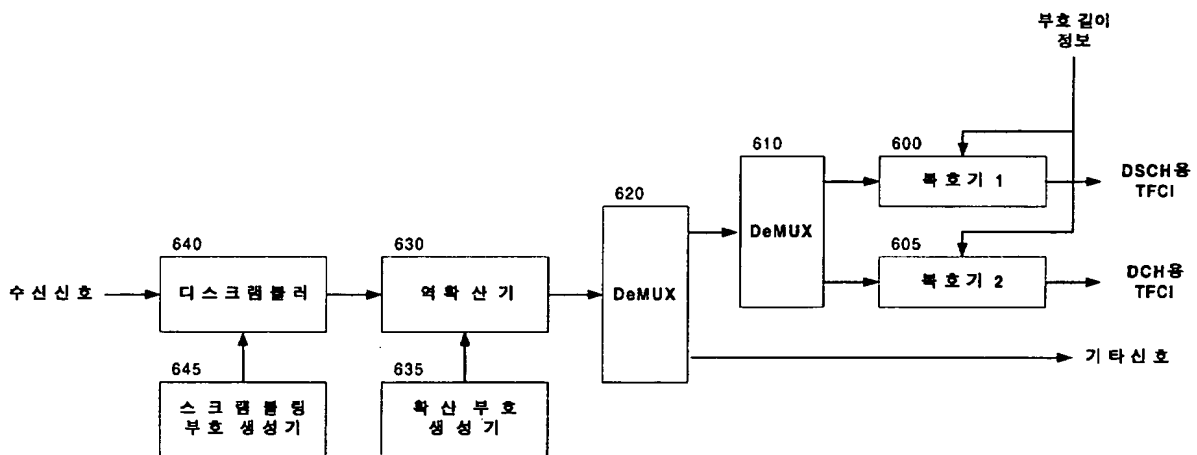 부호 길이
정보
610
600
복호기 1
DSCH용
TFCI
620
DeMUX
605
복호기 2
DCH용
TFCI
640
630
수신신호
디스크램블러
역확산기
DeMUX
기타신호
645
635
스크램블링
부호 생성기
확산 부호
생성기